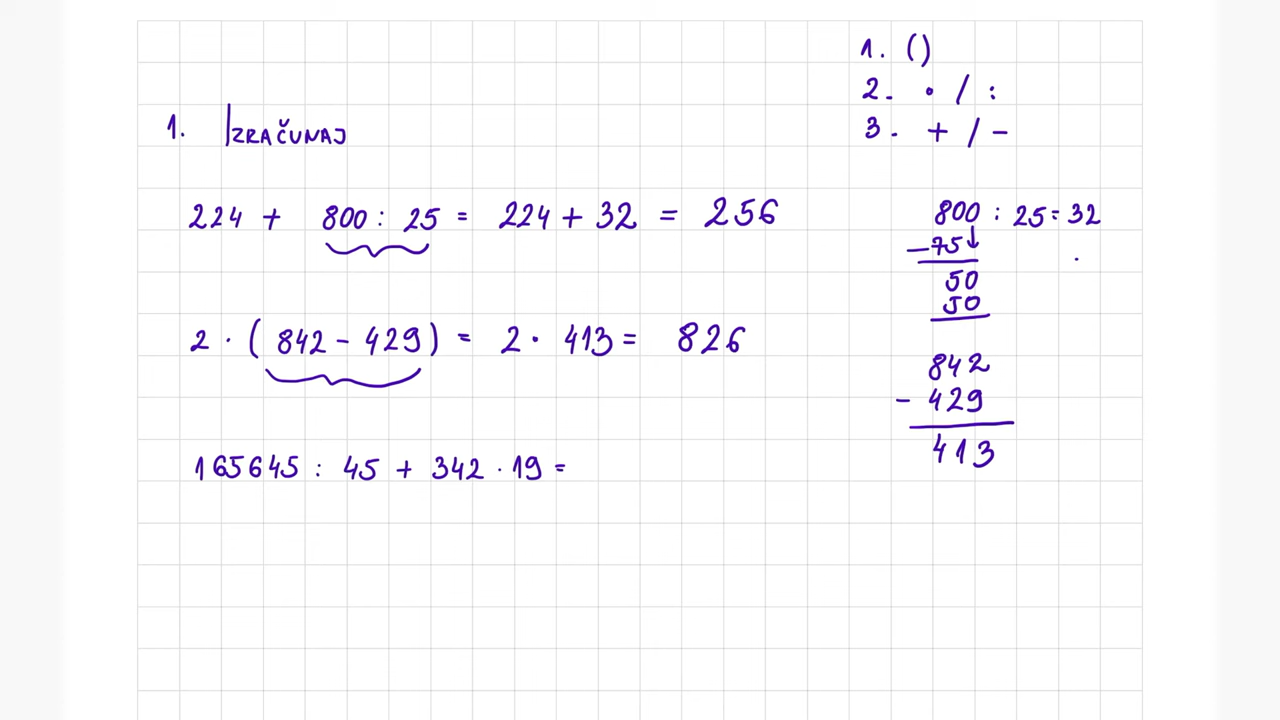 1. ()
2. · / :
3. + / -
1. IZRAČUNAJ
224 + 800 : 25 = 224 + 32 = 256
2 · (842 - 429) = 2 · 413 = 826
165645 : 45 + 342 · 19 =
800 : 25 = 32
-75↓
50
50
842
- 429
413